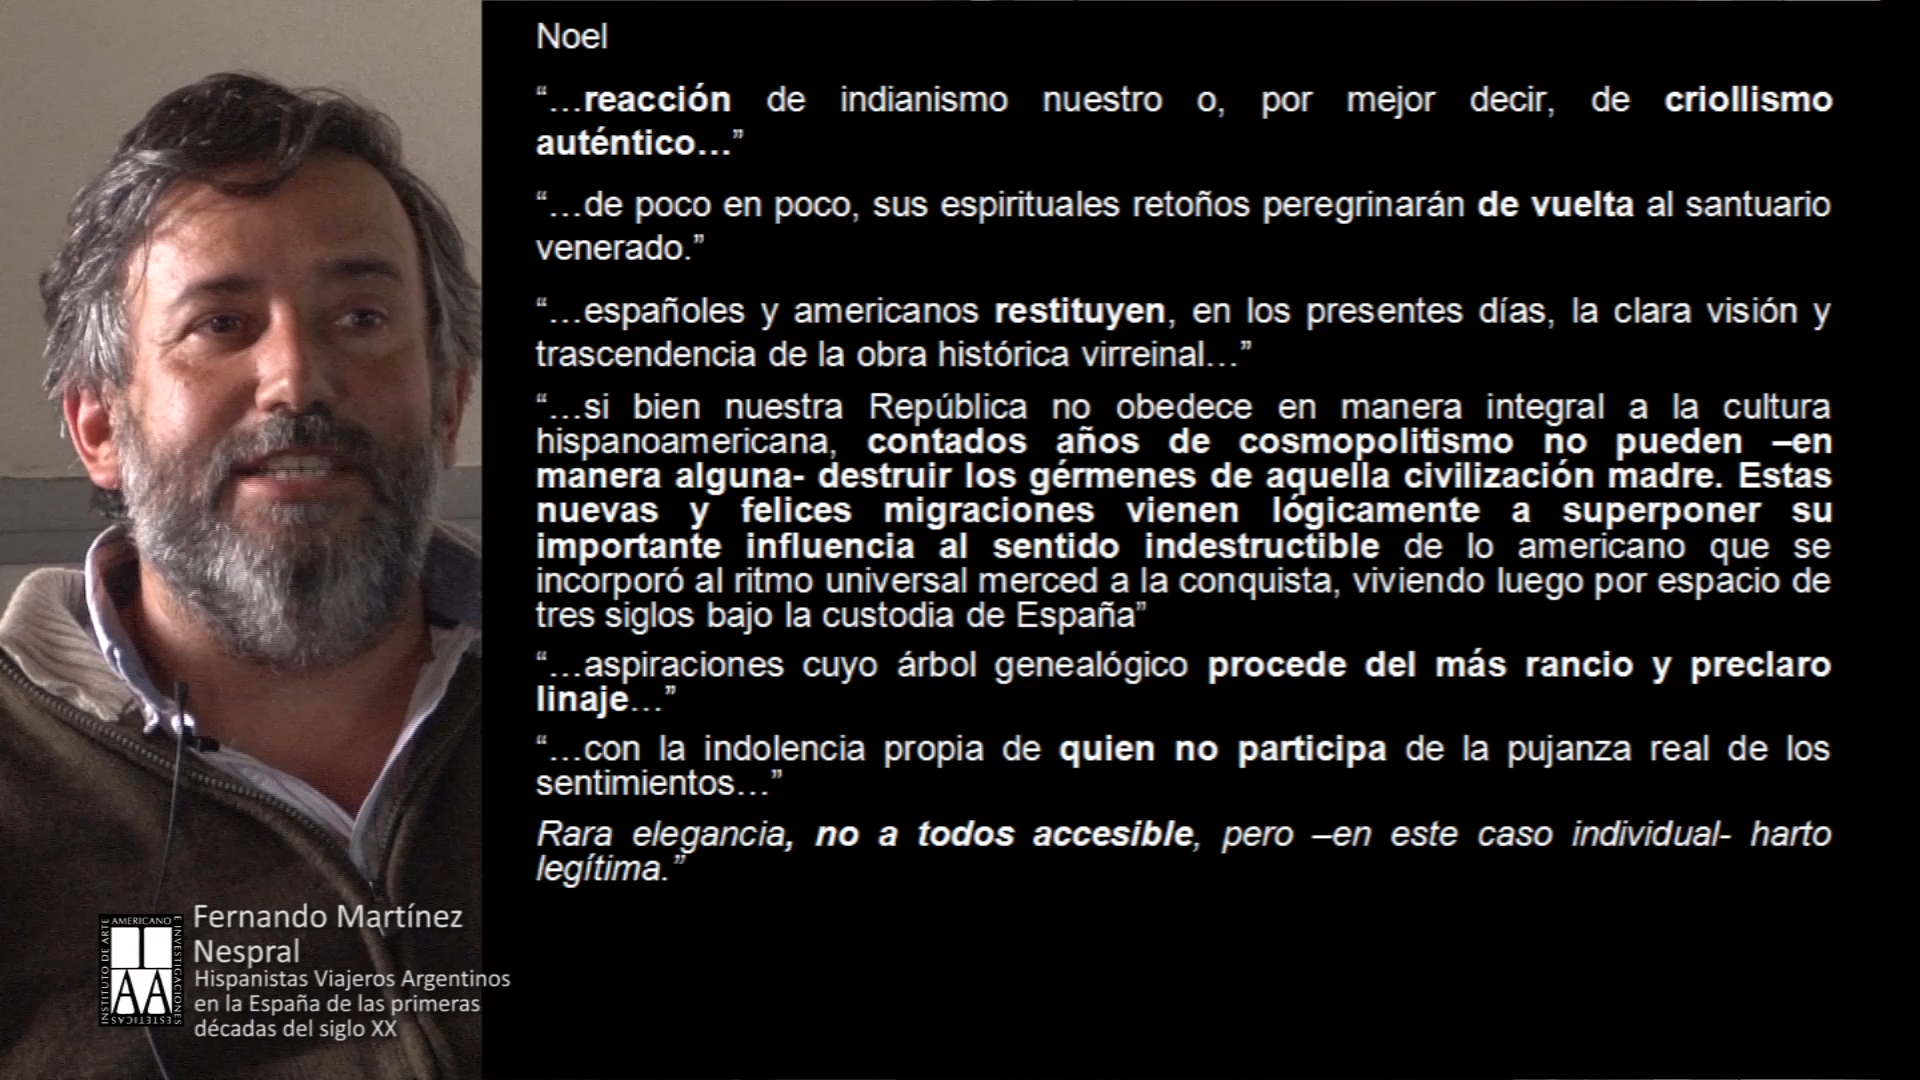 Noel
“…reacción de indianismo nuestro o, por mejor decir, de criollismo
auténtico…”
“…de poco en poco, sus espirituales retoños peregrinarán de vuelta al santuario
venerado.”
“…españoles y americanos restituyen, en los presentes días, la clara visión y
trascendencia de la obra histórica virreinal…”
“…si bien nuestra República no obedece en manera integral a la cultura
hispanoamericana, contados años de cosmopolitismo no pueden –en
manera alguna- destruir los gérmenes de aquella civilización madre. Estas
nuevas y felices migraciones vienen lógicamente a superponer su
importante influencia al sentido indestructible de lo americano que se
incorporó al ritmo universal merced a la conquista, viviendo luego por espacio de
tres siglos bajo la custodia de España”
“…aspiraciones cuyo árbol genealógico procede del más rancio y preclaro
linaje…”
“…con la indolencia propia de quien no participa de la pujanza real de los
sentimientos…”
Rara elegancia, no a todos accesible, pero –en este caso individual- harto
legítima.”
Fernando Martínez
Nespral
Hispanistas Viajeros Argentinos
en la España de las primeras
décadas del siglo XX
INSTITUTO DE ARTE
AMERICANO
E INVESTIGACIONES
ESTETICAS
IAA